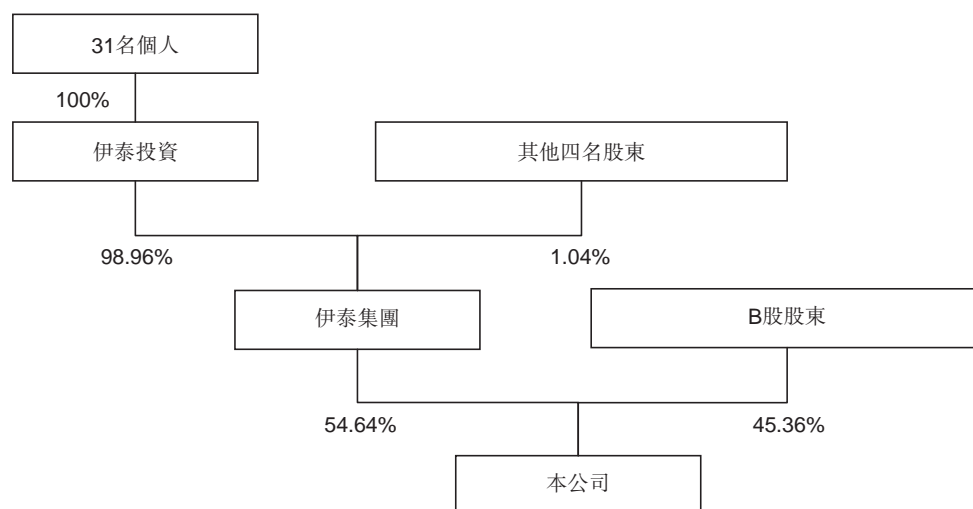 31名個人
100%
伊泰投資
其他四名股東
98.96%
1.04%
伊泰集團
B股股東
54.64%
45.36%
本公司